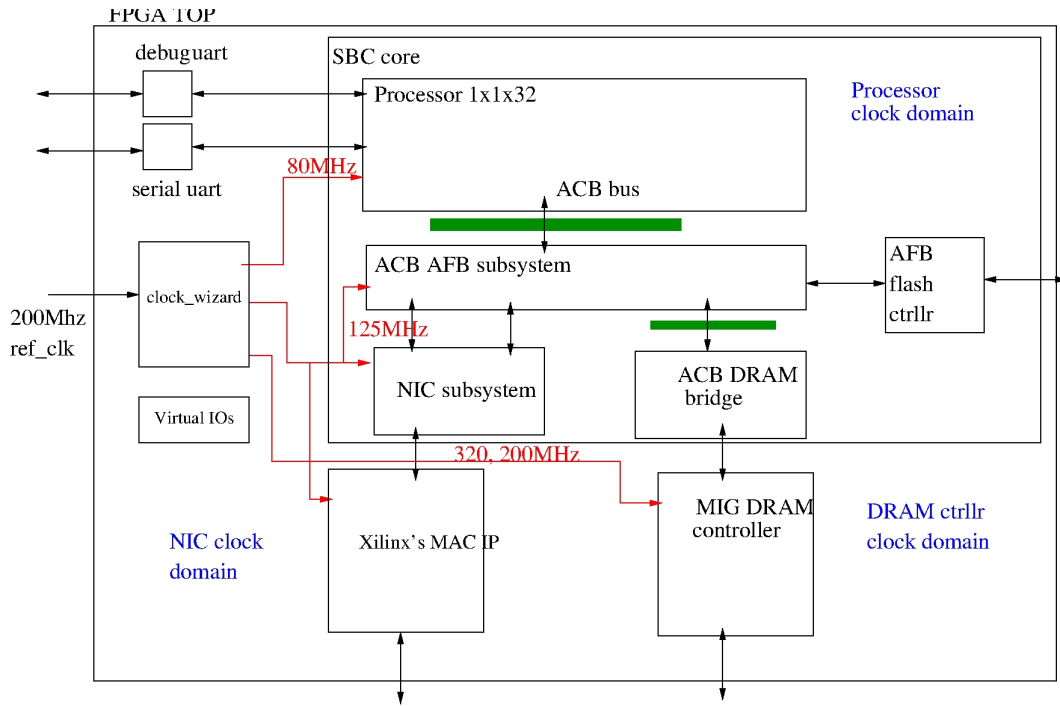 FPGA TOP
debuguart
SBC core
Processor 1x1x32
Processor
clock domain
serial uart
80MHz
ACB bus
ACB AFB subsystem
AFB
flash
ctrllr
clock_wizard
200Mhz
ref_clk
125MHz
NIC subsystem
ACB DRAM
bridge
Virtual IOs
320, 200MHz
MIG DRAM
controller
DRAM ctrllr
clock domain
NIC clock
domain
Xilinx's MAC IP